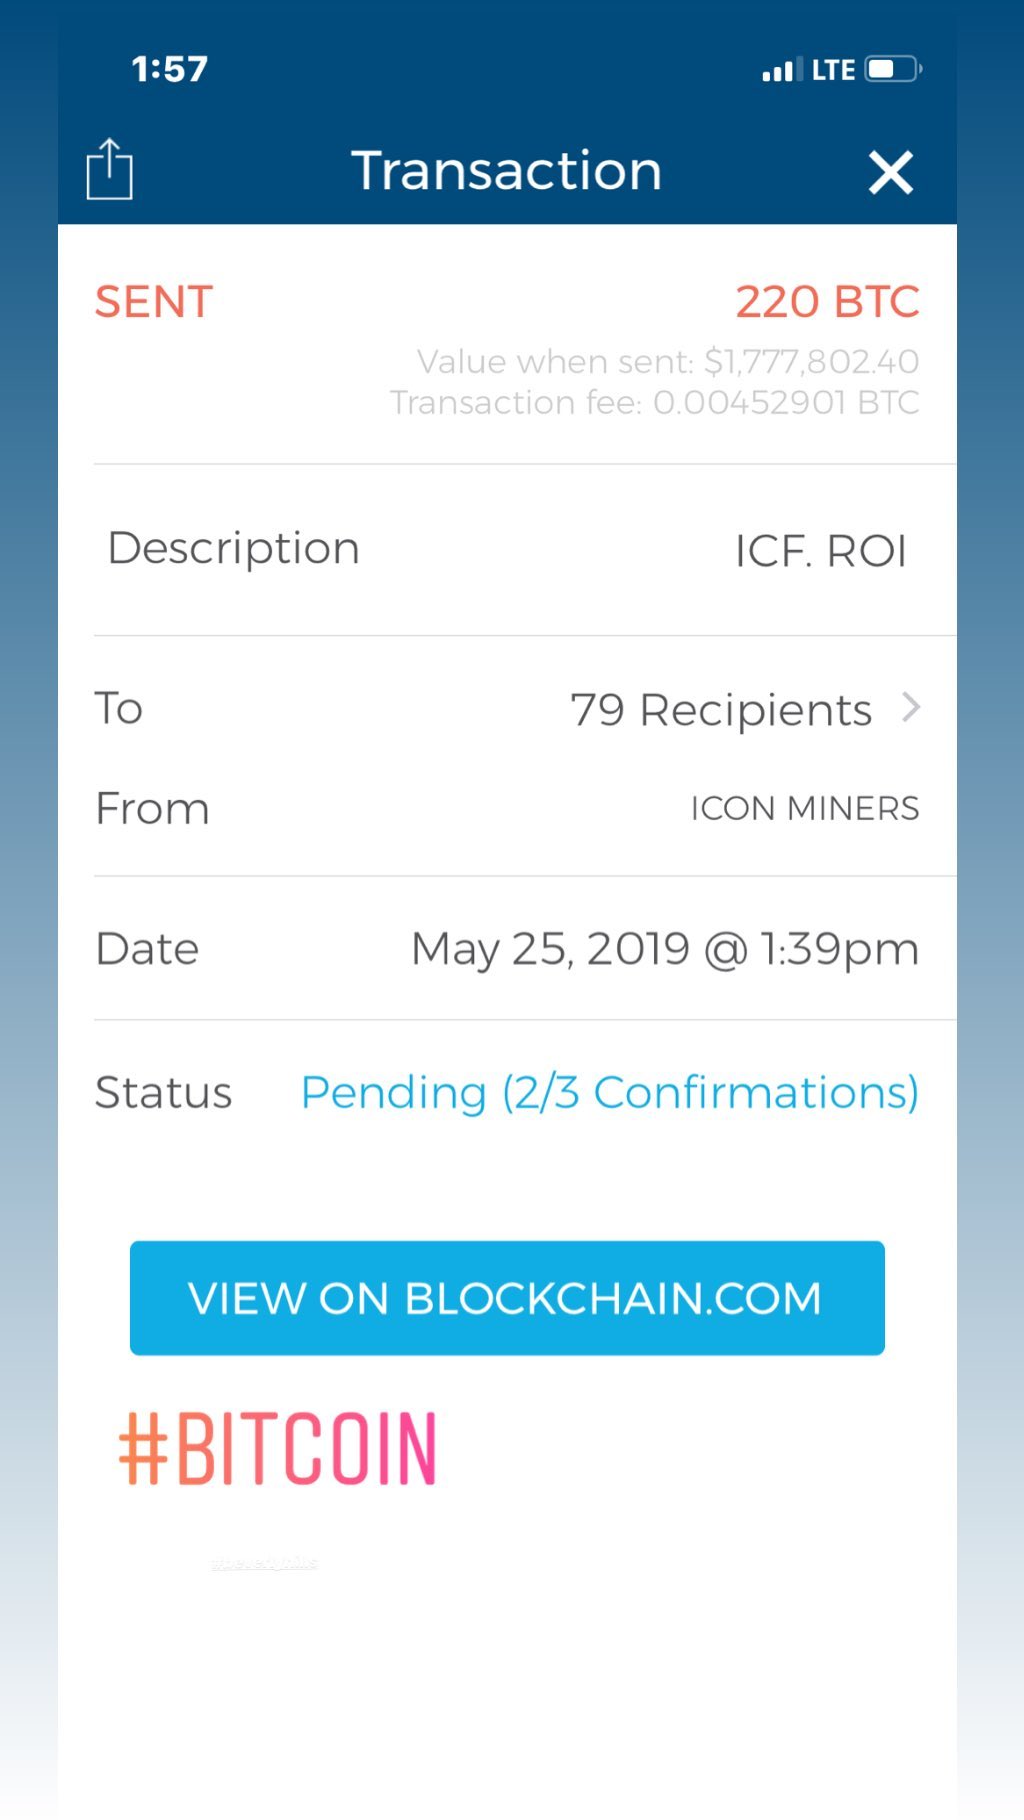 1:57 LTE
Transaction
SENT 220 BTC
Value when sent: $1,777,802.40
Transaction fee: 0.00452901 BTC
Description ICF. ROI
To 79 Recipients
From ICON MINERS
Date May 25, 2019 @ 1:39pm
Status Pending (2/3 Confirmations)
VIEW ON BLOCKCHAIN.COM
#BITCOIN
#beverlyhills